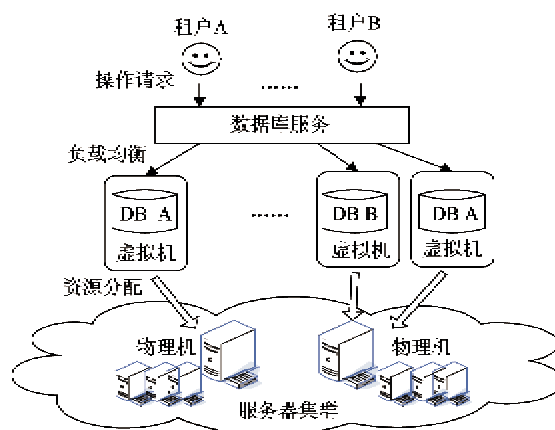 租户A
租户B
操作请求
……
数据库服务
负载均衡
DB A
……
DB B
DB A
虚拟机
虚拟机
虚拟机
资源分配
物理机
物理机
服务器集群